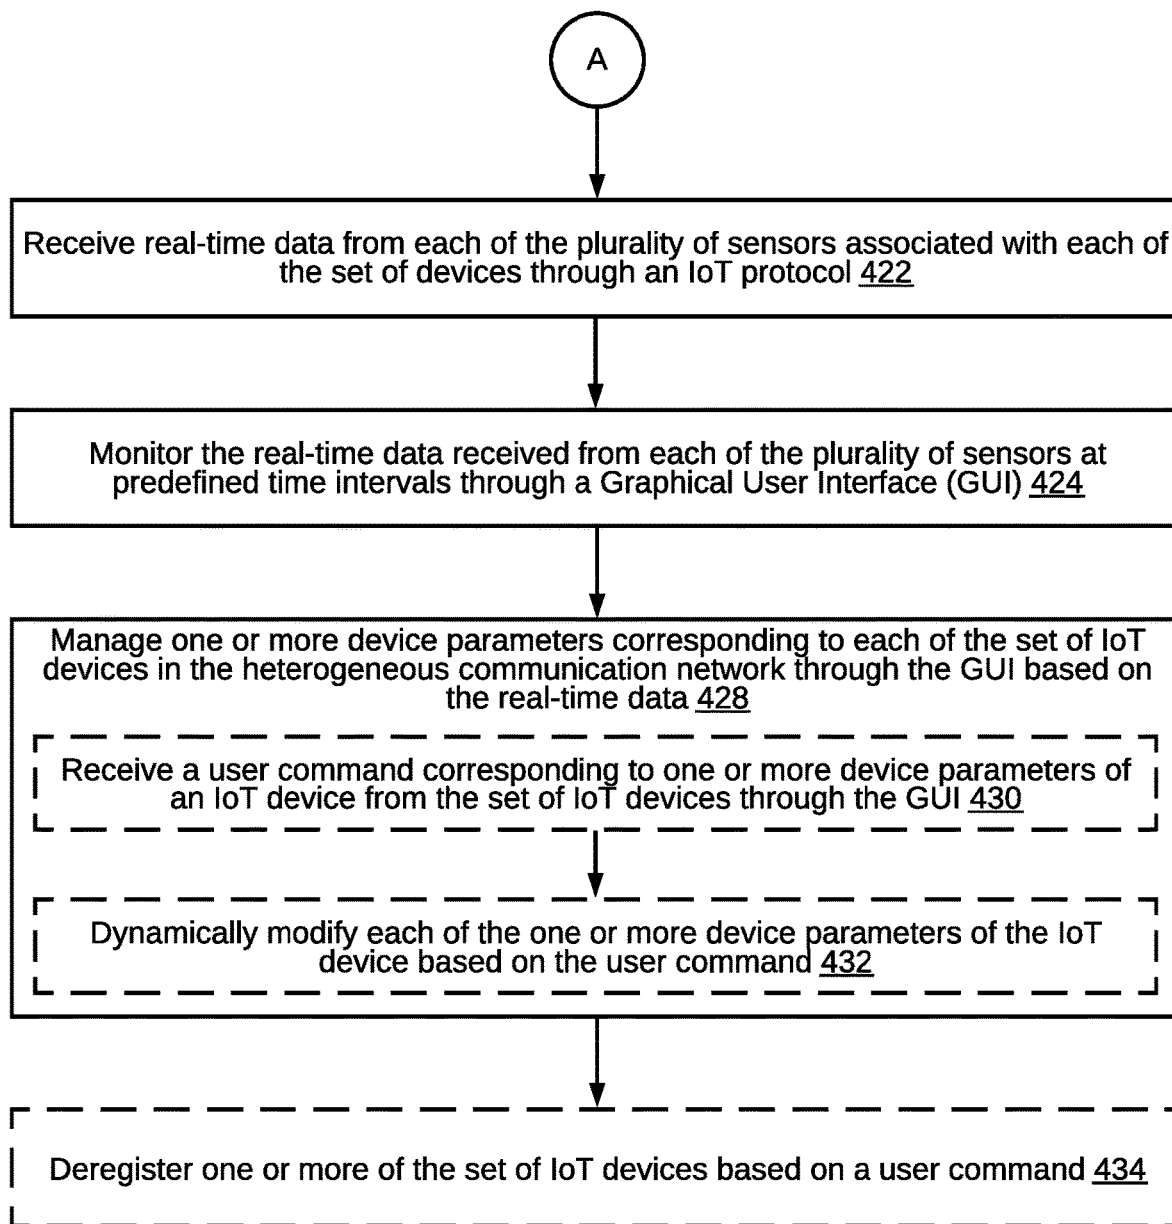 A
Receive real-time data from each of the plurality of sensors associated with each of
the set of devices through an IoT protocol 422
Monitor the real-time data received from each of the plurality of sensors at
predefined time intervals through a Graphical User Interface (GUI) 424
Manage one or more device parameters corresponding to each of the set of IoT
devices in the heterogeneous communication network through the GUI based on
the real-time data 428
Receive a user command corresponding to one or more device parameters of
an IoT device from the set of IoT devices through the GUI 430
Dynamically modify each of the one or more device parameters of the IoT
device based on the user command 432
Deregister one or more of the set of IoT devices based on a user command 434